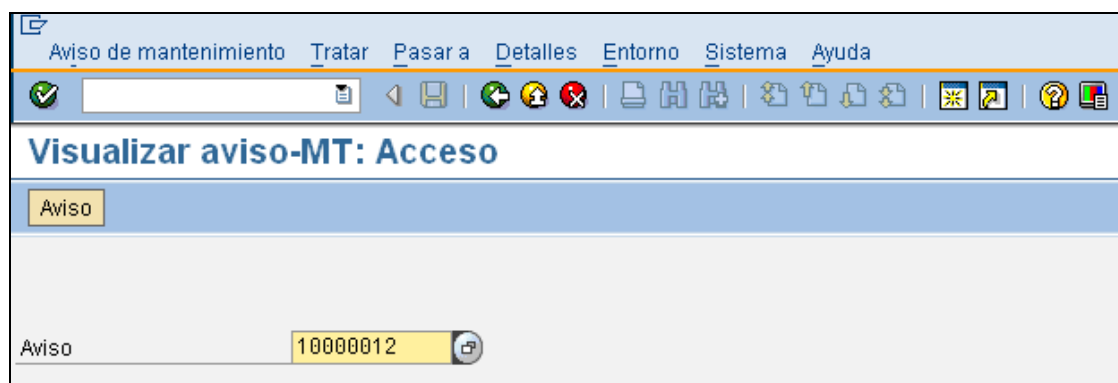 Aviso de mantenimiento Tratar Pasar a Detalles Entorno Sistema Ayuda
Visualizar aviso-MT: Acceso
Aviso
Aviso 10000012